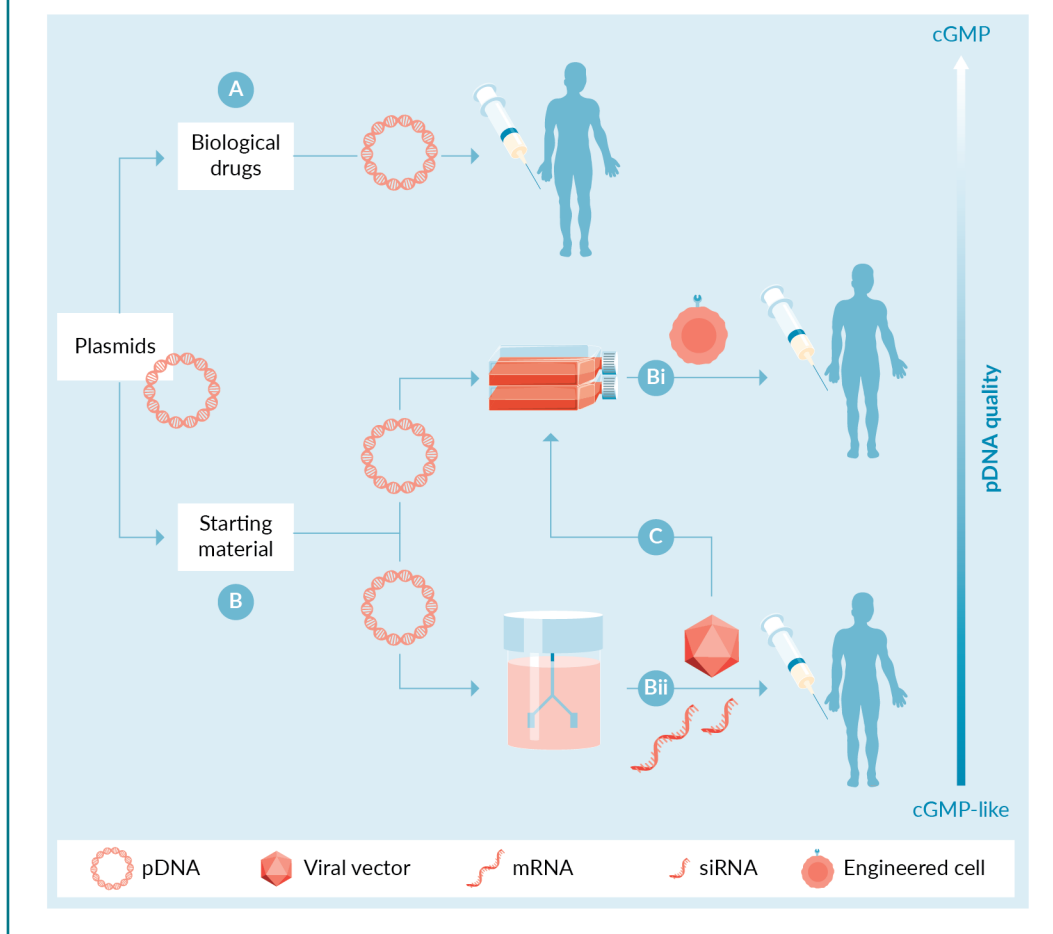 cGMP
A
Biological
drugs
Plasmids
Bi
pDNA quality
Starting
material
C
B
Bii
cGMP-like
pDNA
Viral vector
mRNA
siRNA
Engineered cell